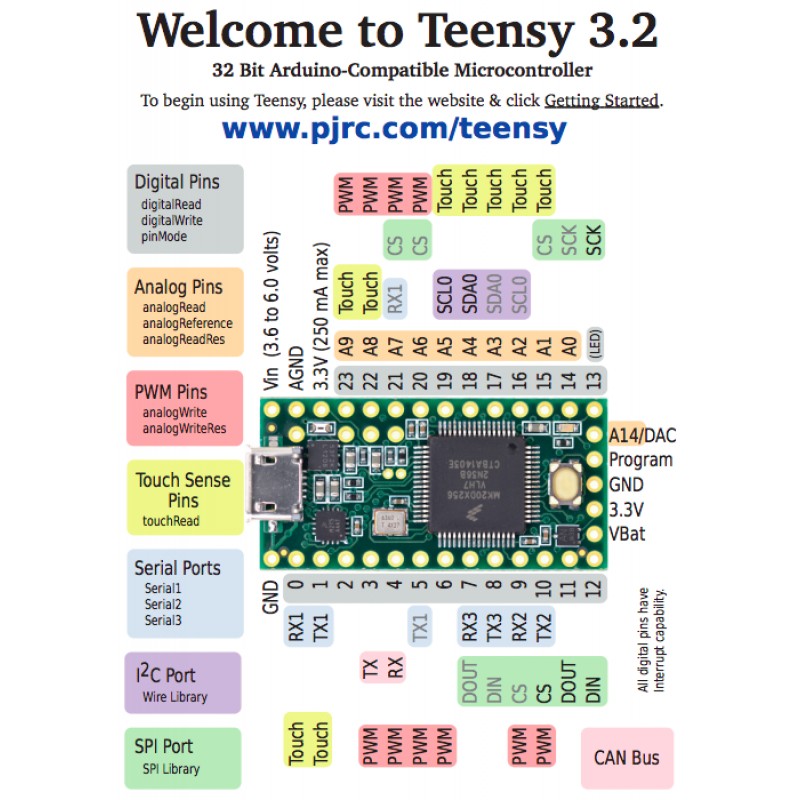 Welcome to Teensy 3.2
32 Bit Arduino-Compatible Microcontroller
To begin using Teensy, please visit the website & click Getting Started.
www.pjrc.com/teensy
Digital Pins
digitalRead
digitalWrite
pinMode
Analog Pins
analogRead
analogReference
analogReadRes
PWM Pins
analogWrite
analogWriteRes
Touch Sense
Pins
touchRead
Serial Ports
Serial1
Serial2
Serial3
I2C Port
Wire Library
SPI Port
SPI Library
PWM PWM PWM PWM Touch Touch Touch Touch Touch
CS CS CS SCK SCK
Touch Touch RX1 SCL0 SDA0 SDA0 SCL0
Vin (3.6 to 6.0 volts)
AGND
3.3V (250 mA max)
A9 A8 A7 A6 A5 A4 A3 A2 A1 A0 (LED)
23 22 21 20 19 18 17 16 15 14 13
A14/DAC
Program
GND
3.3V
VBat
MK20DX256
VLH7
2N36B
CTBA1405E
GND 0 1 2 3 4 5 6 7 8 9 10 11 12
RX1 TX1 TX1 RX3 TX3 RX2 TX2
TX RX DOUT DIN CS CS DOUT DIN
Touch Touch PWM PWM PWM PWM PWM PWM
All digital pins have
Interrupt capability.
CAN Bus